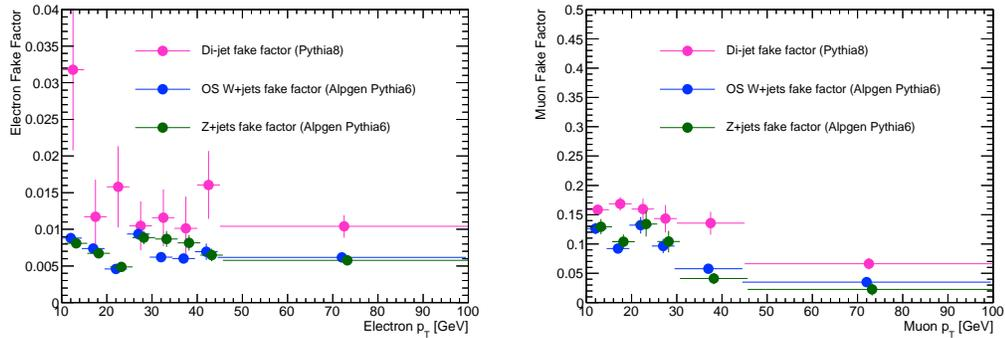 Electron Fake Factor
0.04
0.035
0.03
0.025
0.02
0.015
0.01
0.005
0
Di-jet fake factor (Pythia8)
OS W+jets fake factor (Alpgen Pythia6)
Z+jets fake factor (Alpgen Pythia6)
10 20 30 40 50 60 70 80 90 100
Electron p_T [GeV]
Muon Fake Factor
0.5
0.45
0.4
0.35
0.3
0.25
0.2
0.15
0.1
0.05
0
Di-jet fake factor (Pythia8)
OS W+jets fake factor (Alpgen Pythia6)
Z+jets fake factor (Alpgen Pythia6)
10 20 30 40 50 60 70 80 90 100
Muon p_T [GeV]